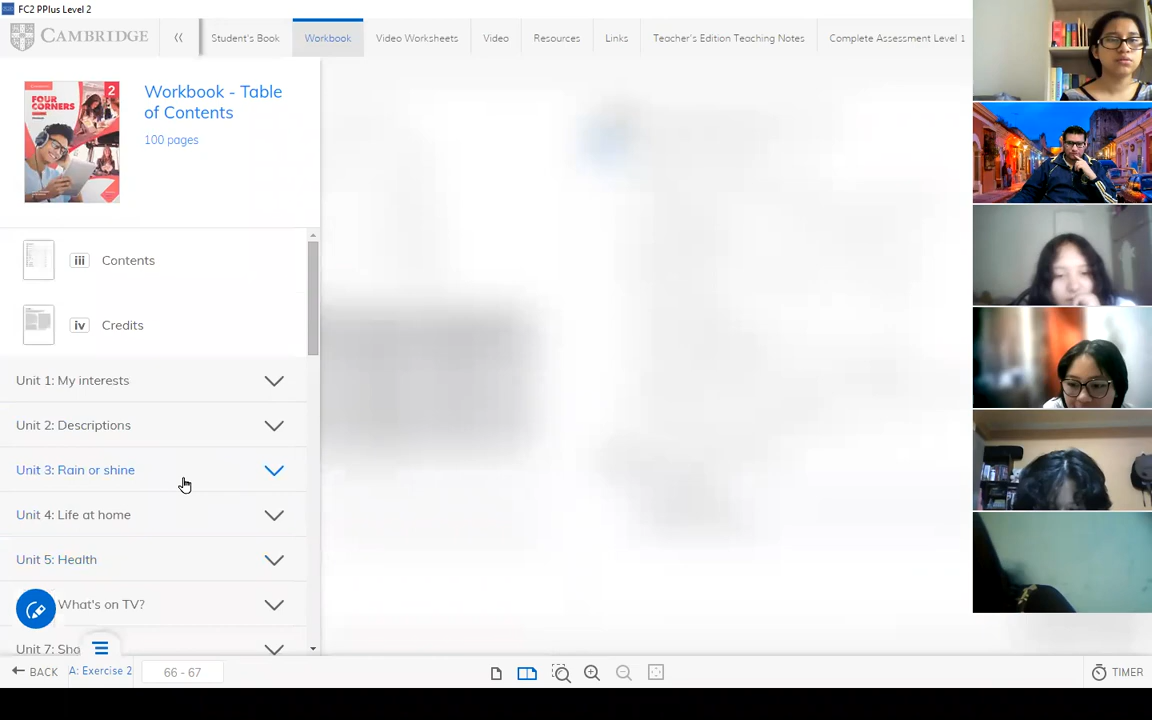 FC2 PPlus Level 2
CAMBRIDGE
Student's Book
Workbook
Video Worksheets
Video
Resources
Links
Teacher's Edition Teaching Notes
Complete Assessment Level 1
FOUR CORNERS
2
Workbook - Table
of Contents
100 pages
iii Contents
iv Credits
Unit 1: My interests
Unit 2: Descriptions
Unit 3: Rain or shine
Unit 4: Life at home
Unit 5: Health
What's on TV?
Unit 7: Sho
BACK
A: Exercise 2
66 - 67
TIMER